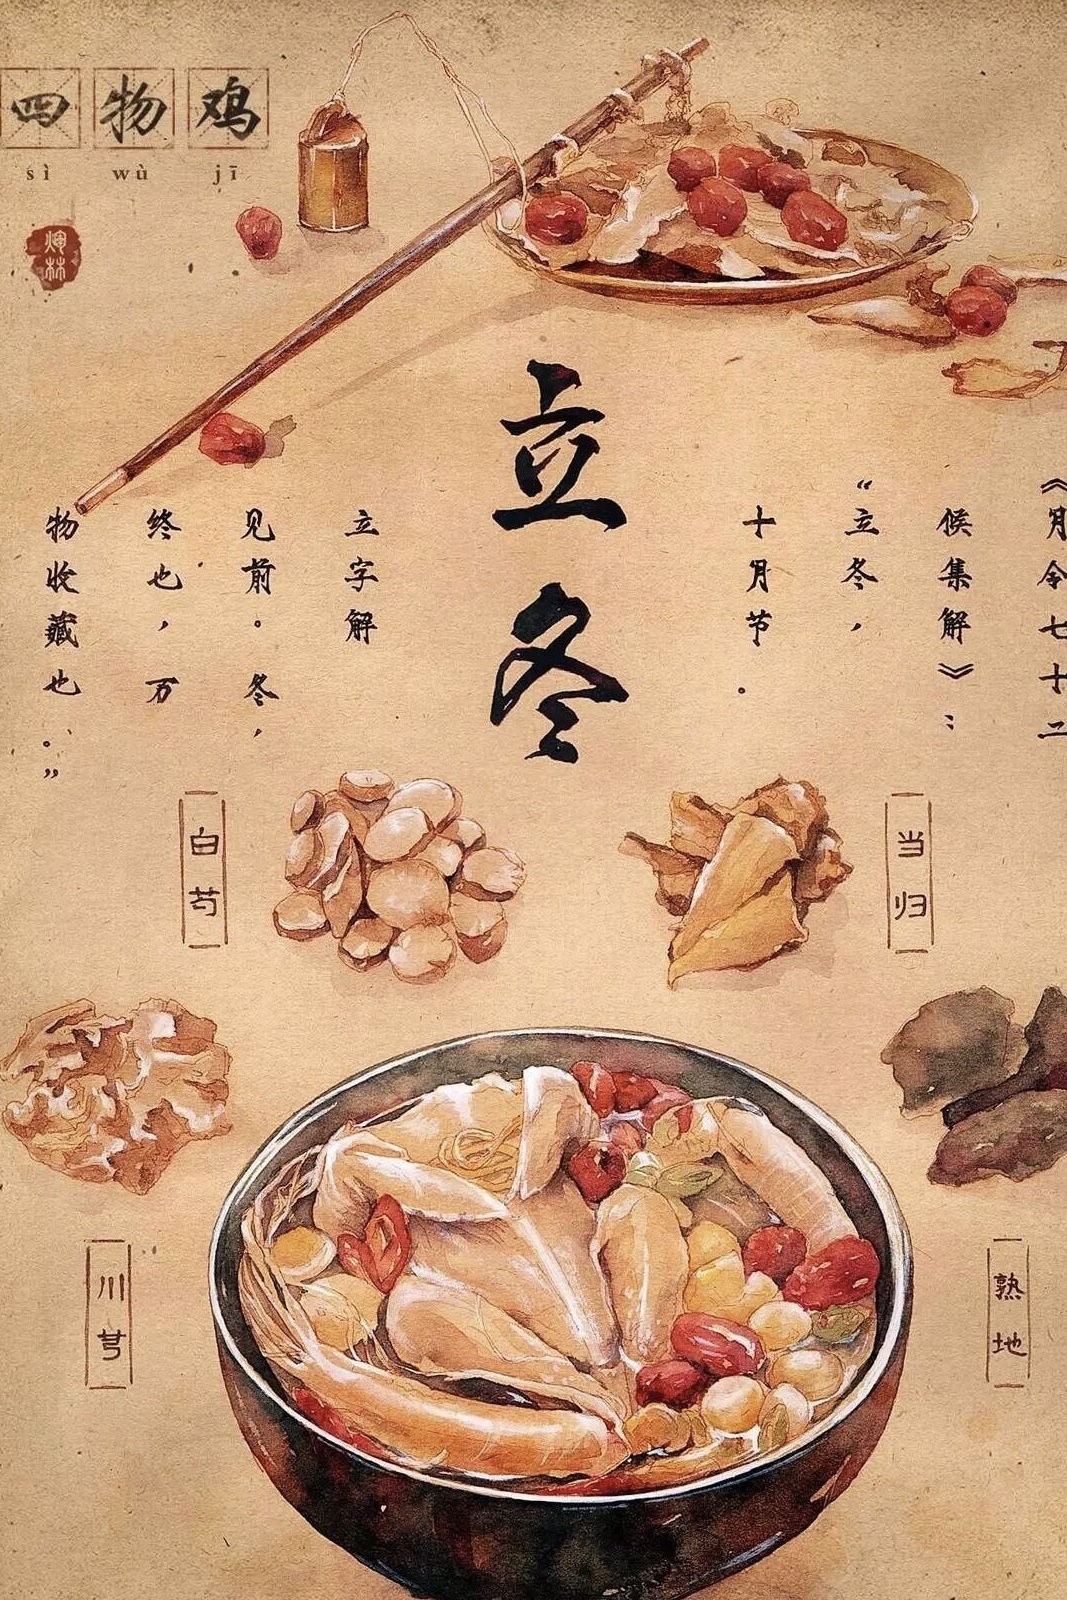 四物鸡
sì wù jī
立冬
《月令七十二
候集解》:
“立冬,
十月节
。
立字解
见前。冬,
终也,万
物收藏也。”
白芍
当归
川芎
熟地